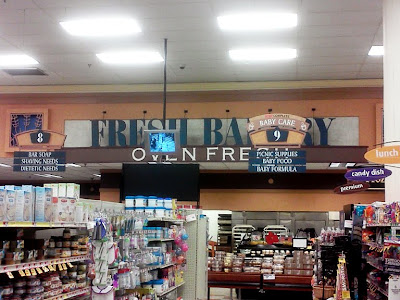 FRESH BAKERY
OVEN FRESH
8
BAR SOAP
SHAVING NEEDS
DIETETIC NEEDS
BABY CARE
9
PICNIC SUPPLIES
BABY FOOD
BABY FORMULA
lunch
candy dish
premium